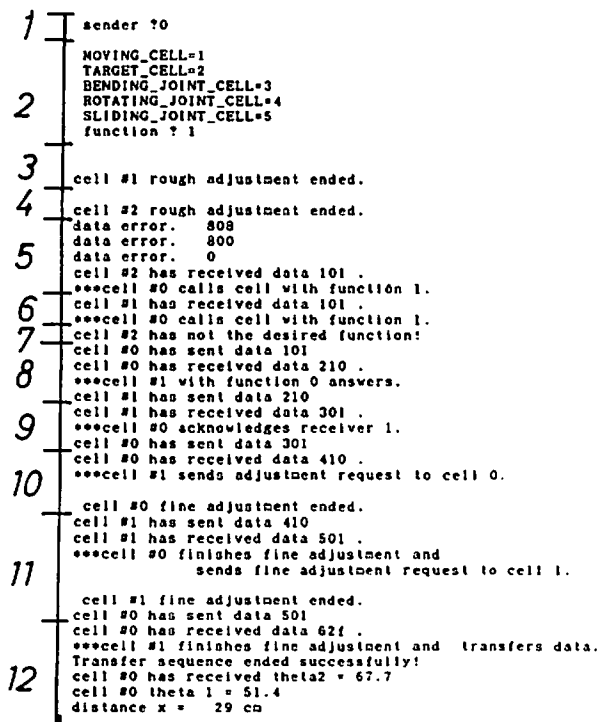 1
sender ?0
2
MOVING_CELL=1
TARGET_CELL=2
BENDING_JOINT_CELL=3
ROTATING_JOINT_CELL=4
SLIDING_JOINT_CELL=5
function ? 1
3
cell #1 rough adjustment ended.
4
cell #2 rough adjustment ended.
5
data error. 808
data error. 800
data error. 0
cell #2 has received data 101 .
***cell #0 calls cell with function 1.
6
cell #1 has received data 101 .
***cell #0 calls cell with function 1.
7
cell #2 has not the desired function!
8
cell #0 has sent data 101
cell #0 has received data 210 .
***cell #1 with function 0 answers.
9
cell #1 has sent data 210
cell #1 has received data 301 .
***cell #0 acknowledges receiver 1.
10
cell #0 has sent data 301
cell #0 has received data 410 .
***cell #1 sends adjustment request to cell 0.
cell #0 fine adjustment ended.
11
cell #1 has sent data 410
cell #1 has received data 501 .
***cell #0 finishes fine adjustment and
sends fine adjustment request to cell 1.
cell #1 fine adjustment ended.
12
cell #0 has sent data 501
cell #0 has received data 62f .
***cell #1 finishes fine adjustment and transfers data.
Transfer sequence ended successfully!
cell #0 has received theta2 = 67.7
cell #0 theta 1 = 51.4
distance x = 29 cm